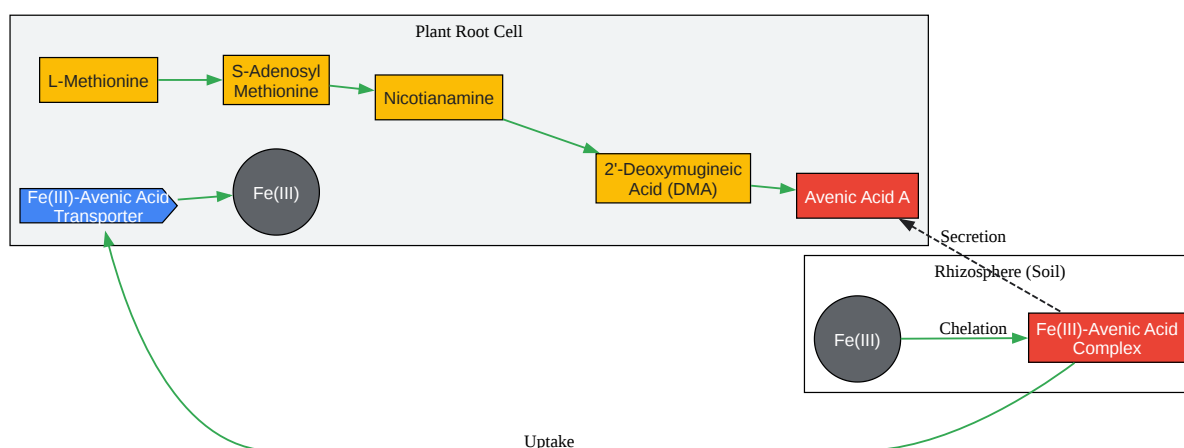 Plant Root Cell
L-Methionine
S-Adenosyl
Methionine
Nicotianamine
2'-Deoxymugineic
Acid (DMA)
Avenic Acid A
Fe(III)-Avenic Acid
Transporter
Fe(III)
Secretion
Rhizosphere (Soil)
Fe(III)
Chelation
Fe(III)-Avenic Acid
Complex
Uptake